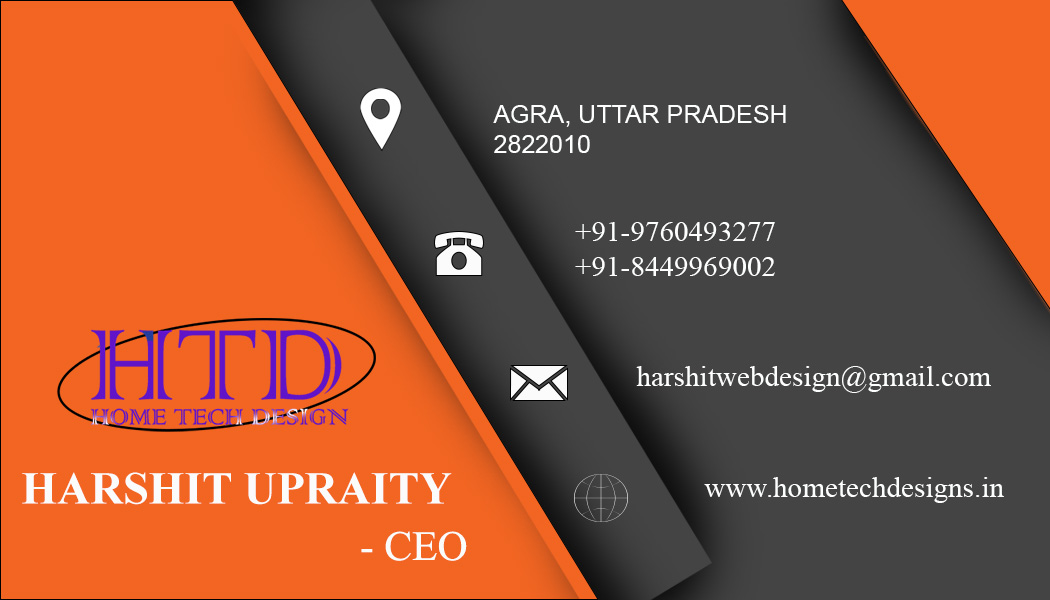 AGRA, UTTAR PRADESH
2822010
+91-9760493277
+91-8449969002
harshitwebdesign@gmail.com
www.hometechdesigns.in
HTD
HOME TECH DESIGN
HARSHIT UPRAITY
- CEO